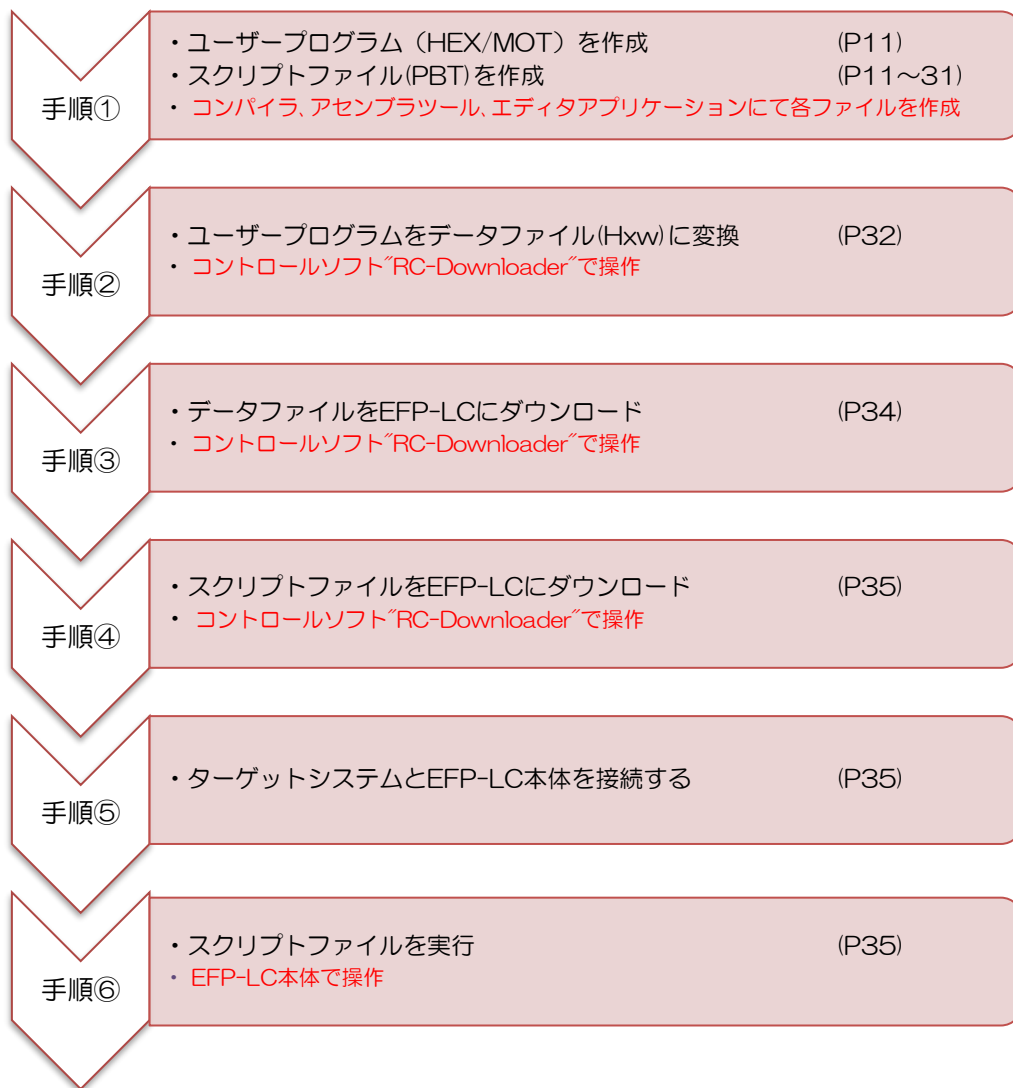 手順①
・ユーザープログラム（HEX/MOT）を作成 (P11)
・スクリプトファイル(PBT)を作成 (P11～31)
・ コンパイラ、アセンブラツール、エディタアプリケーションにて各ファイルを作成
手順②
・ユーザープログラムをデータファイル(Hxw)に変換 (P32)
・ コントロールソフト″RC-Downloader″で操作
手順③
・データファイルをEFP-LCにダウンロード (P34)
・ コントロールソフト″RC-Downloader″で操作
手順④
・スクリプトファイルをEFP-LCにダウンロード (P35)
・ コントロールソフト″RC-Downloader″で操作
手順⑤
・ターゲットシステムとEFP-LC本体を接続する (P35)
手順⑥
・スクリプトファイルを実行 (P35)
・ EFP-LC本体で操作